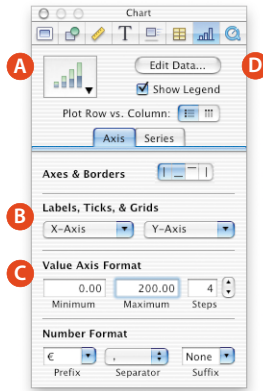 Chart
T
A
Edit Data...
D
Show Legend
Plot Row vs. Column:
Axis Series
Axes & Borders
B
Labels, Ticks, & Grids
X-Axis Y-Axis
C
Value Axis Format
0.00 200.00 4
Minimum Maximum Steps
Number Format
€ , None
Prefix Separator Suffix